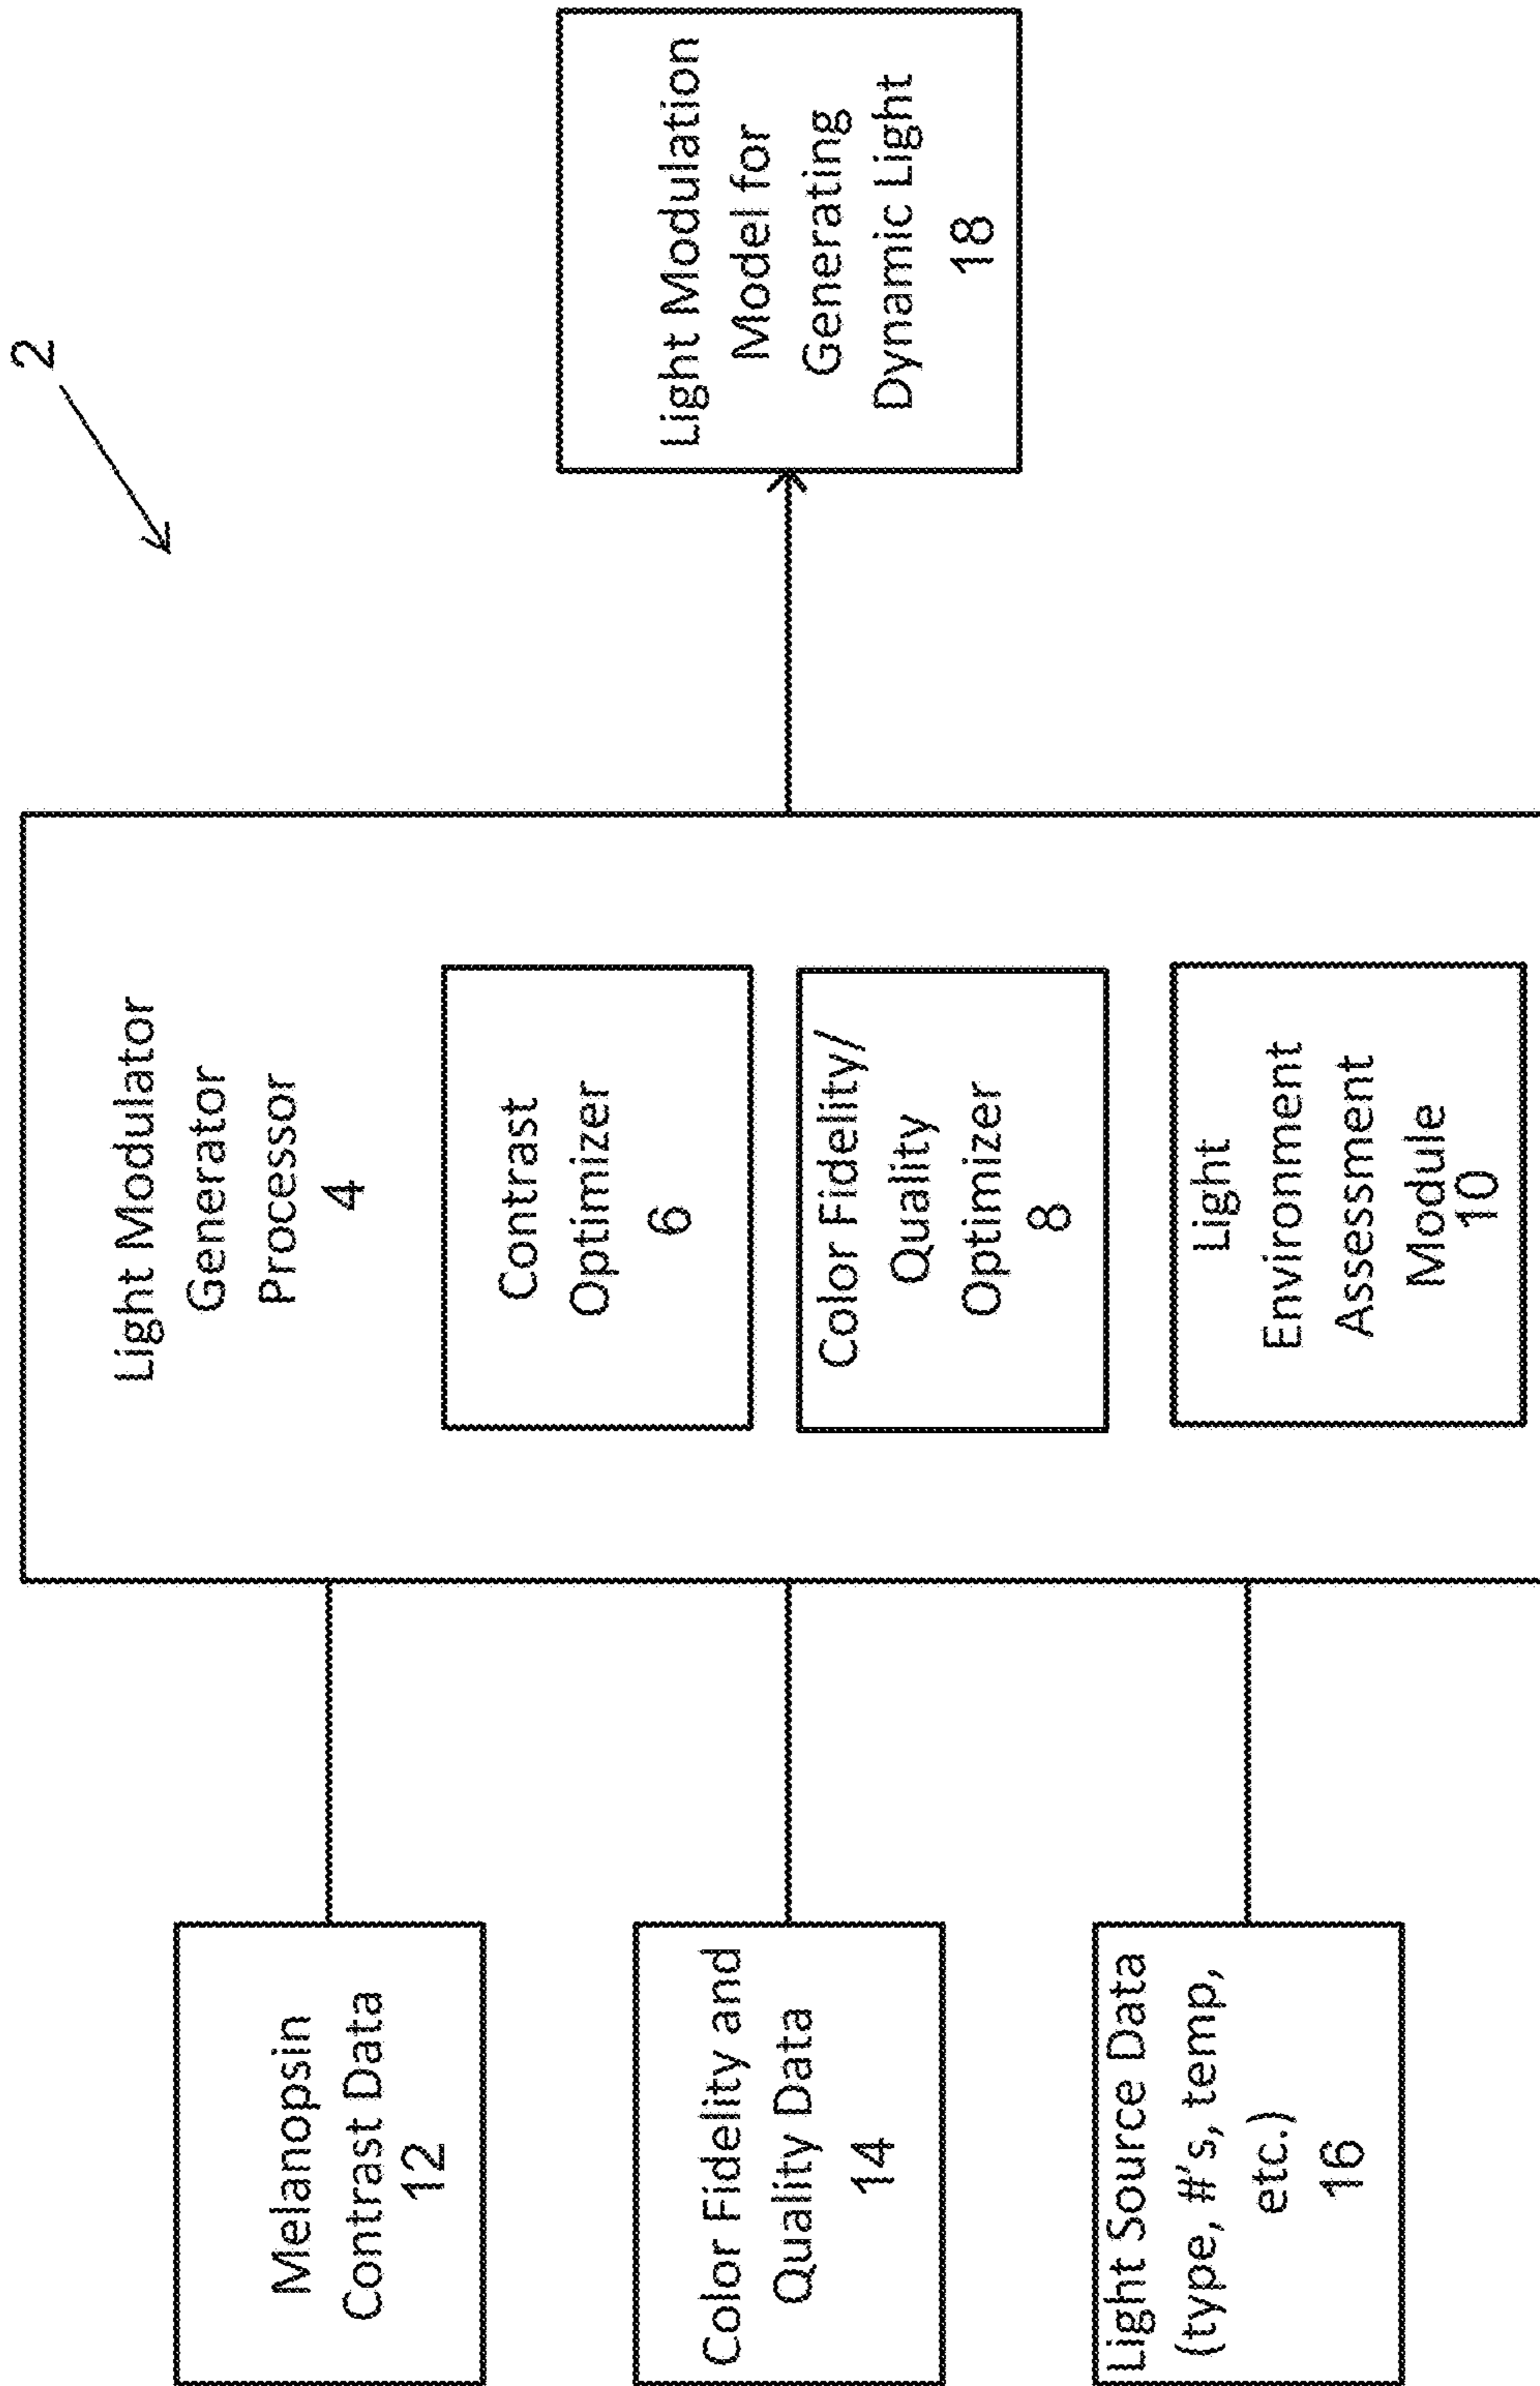 2
Melanopsin
Contrast Data
12
Color Fidelity and
Quality Data
14
Light Source Data
(type, #'s, temp,
etc.)
16
Light Modulator
Generator
Processor
4
Contrast
Optimizer
6
Color Fidelity/
Quality
Optimizer
8
Light
Environment
Assessment
Module
10
Light Modulation
Model for
Generating
Dynamic Light
18